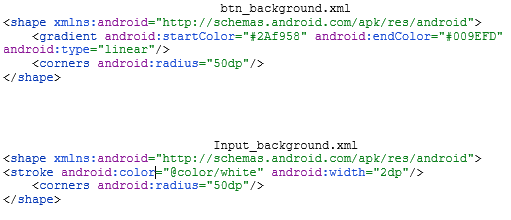 btn_background.xml
<shape xmlns:android="http://schemas.android.com/apk/res/android">
<gradient android:startColor="#2Af958" android:endColor="#009EFD"
android:type="linear"/>
<corners android:radius="50dp"/>
</shape>
Input_background.xml
<shape xmlns:android="http://schemas.android.com/apk/res/android">
<stroke android:color="@color/white" android:width="2dp"/>
<corners android:radius="50dp"/>
</shape>